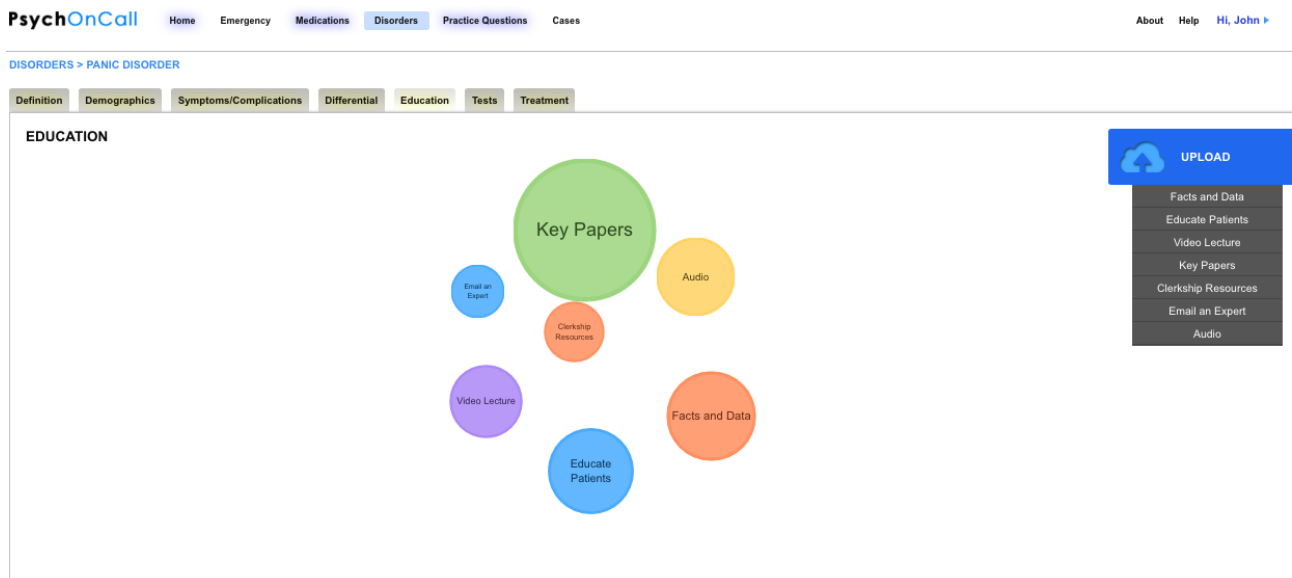 PsychOnCall Home Emergency Medications Disorders Practice Questions Cases About Help Hi, John
DISORDERS > PANIC DISORDER
Definition Demographics Symptoms/Complications Differential Education Tests Treatment
EDUCATION
UPLOAD
Facts and Data
Educate Patients
Video Lecture
Key Papers
Clerkship Resources
Email an Expert
Audio
Key Papers
Audio
Email an
Expert
Clerkship
Resources
Video Lecture
Facts and Data
Educate
Patients